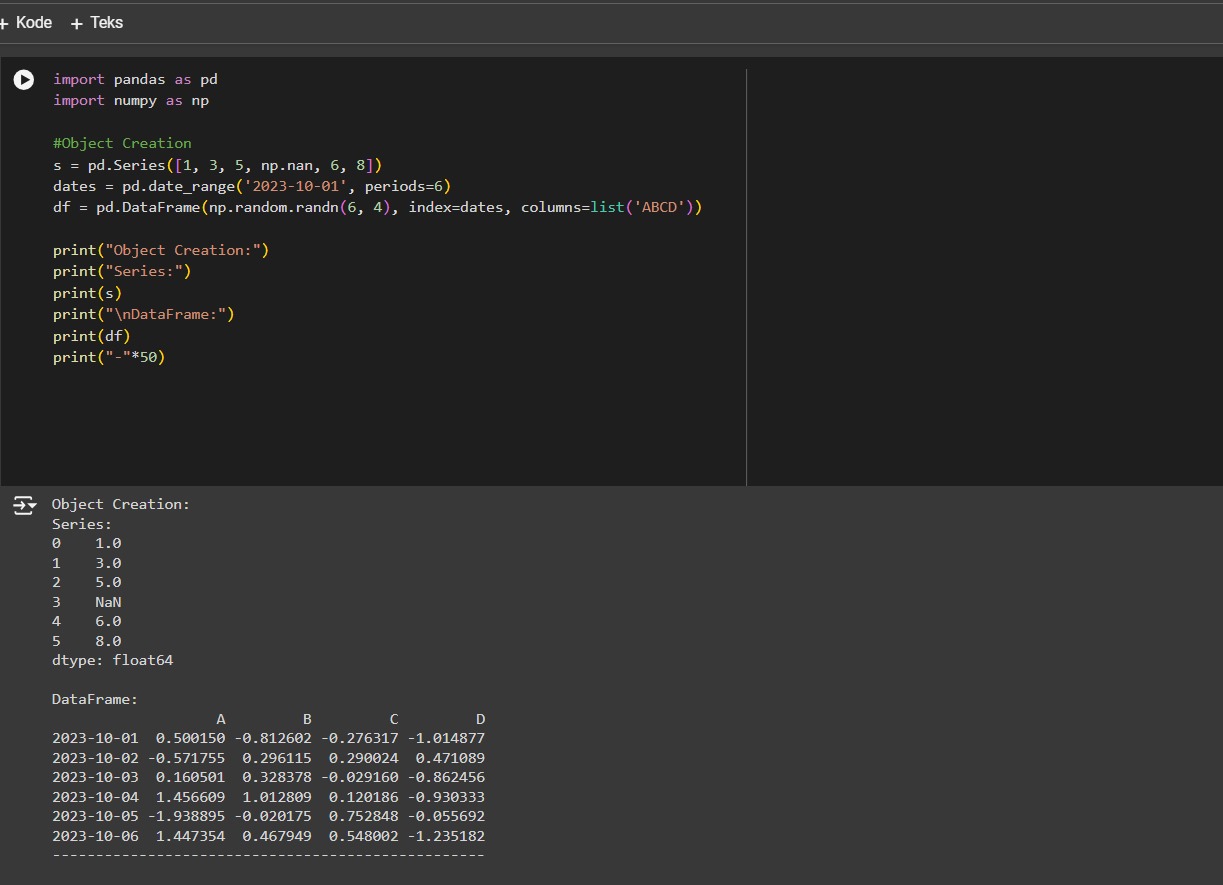 + Kode + Teks
import pandas as pd
import numpy as np
#Object Creation
s = pd.Series([1, 3, 5, np.nan, 6, 8])
dates = pd.date_range('2023-10-01', periods=6)
df = pd.DataFrame(np.random.randn(6, 4), index=dates, columns=list('ABCD'))
print("Object Creation:")
print("Series:")
print(s)
print("\nDataFrame:")
print(df)
print("-"*50)
Object Creation:
Series:
0    1.0
1    3.0
2    5.0
3    NaN
4    6.0
5    8.0
dtype: float64
DataFrame:
                   A         B         C         D
2023-10-01  0.500150 -0.812602 -0.276317 -1.014877
2023-10-02 -0.571755  0.296115  0.290024  0.471089
2023-10-03  0.160501  0.328378 -0.029160 -0.862456
2023-10-04  1.456609  1.012809  0.120186 -0.930333
2023-10-05 -1.938895 -0.020175  0.752848 -0.055692
2023-10-06  1.447354  0.467949  0.548002 -1.235182
--------------------------------------------------